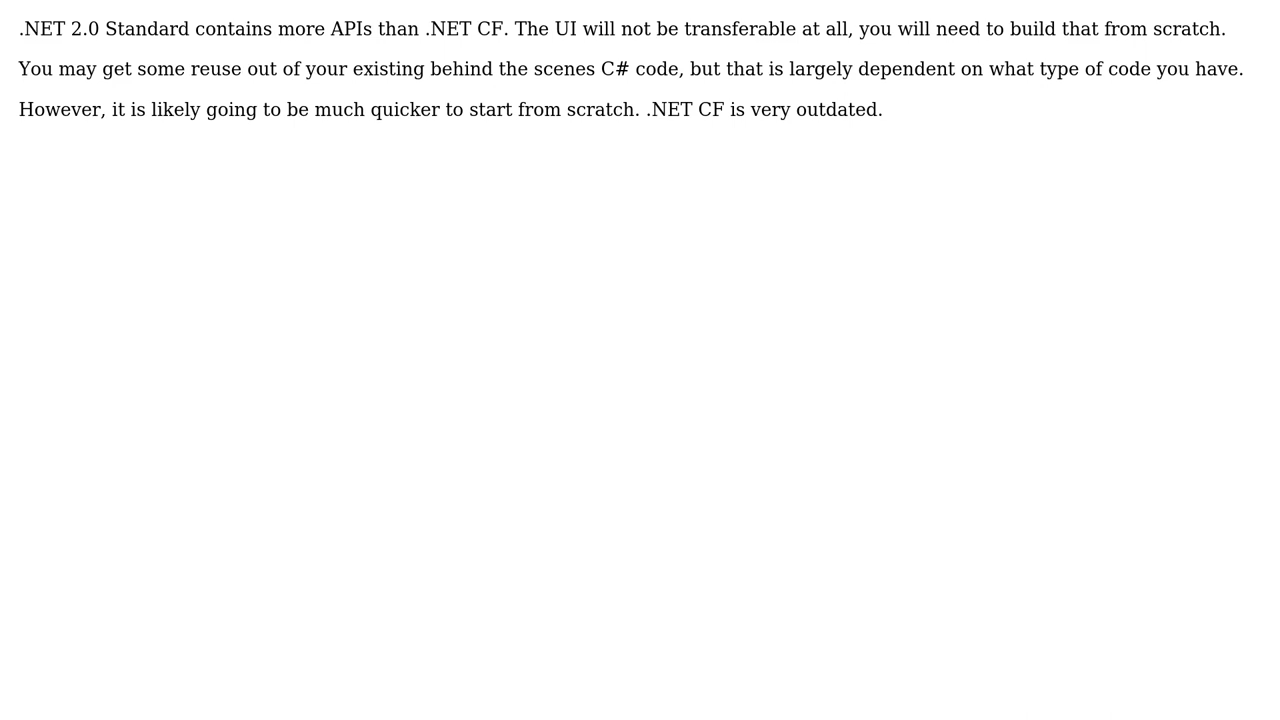 .NET 2.0 Standard contains more APIs than .NET CF. The UI will not be transferable at all, you will need to build that from scratch.
You may get some reuse out of your existing behind the scenes C# code, but that is largely dependent on what type of code you have.
However, it is likely going to be much quicker to start from scratch. .NET CF is very outdated.